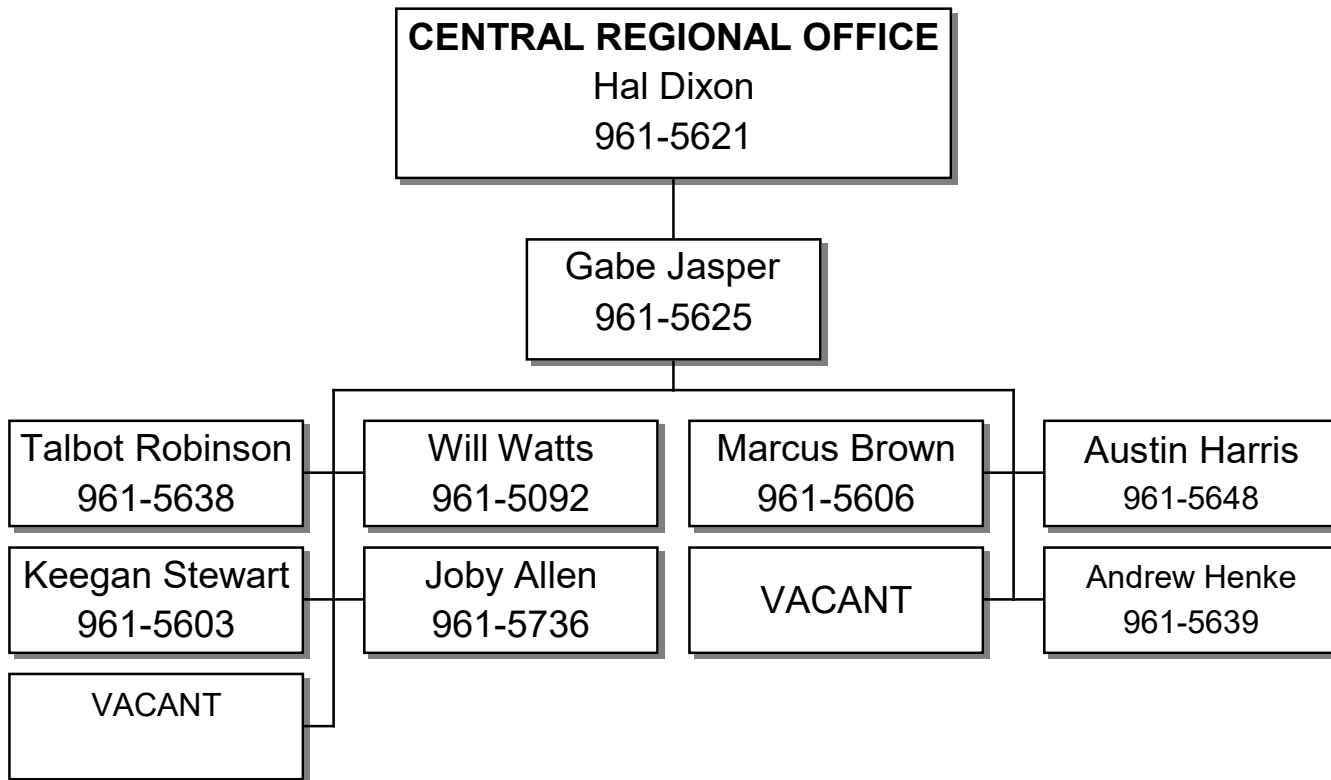 CENTRAL REGIONAL OFFICE
Hal Dixon
961-5621
Gabe Jasper
961-5625
Talbot Robinson
961-5638
Will Watts
961-5092
Marcus Brown
961-5606
Austin Harris
961-5648
Keegan Stewart
961-5603
Joby Allen
961-5736
VACANT
Andrew Henke
961-5639
VACANT